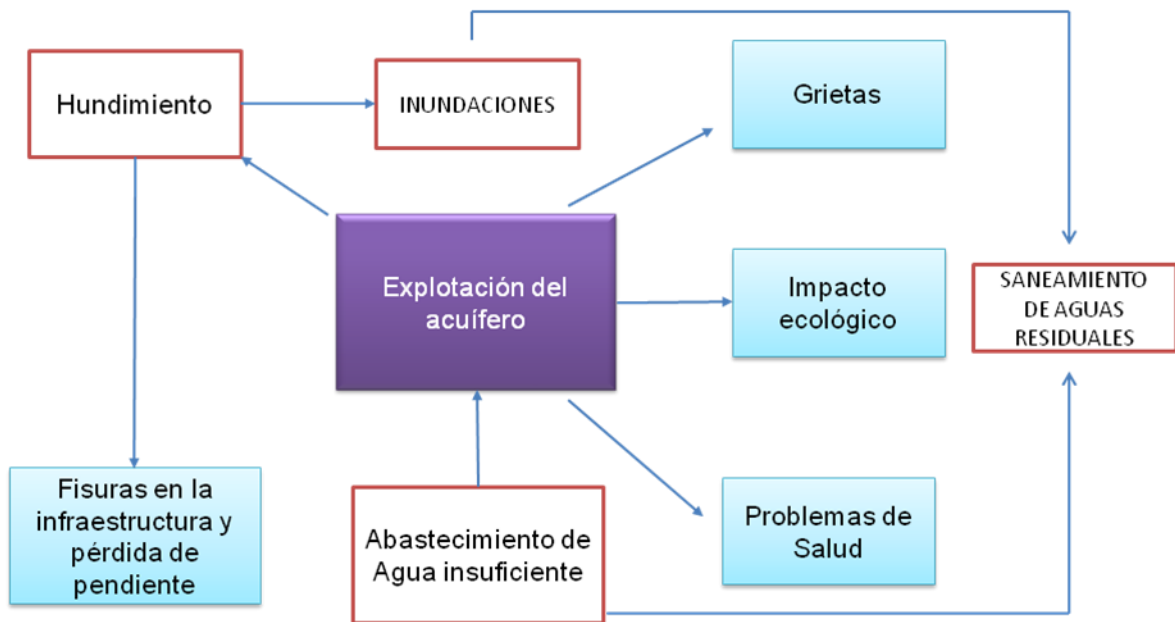 Hundimiento
INUNDACIONES
Grietas
Explotación del
acuífero
Impacto
ecológico
SANEAMIENTO
DE AGUAS
RESIDUALES
Fisuras en la
infraestructura y
pérdida de
pendiente
Abastecimiento de
Agua insuficiente
Problemas de
Salud